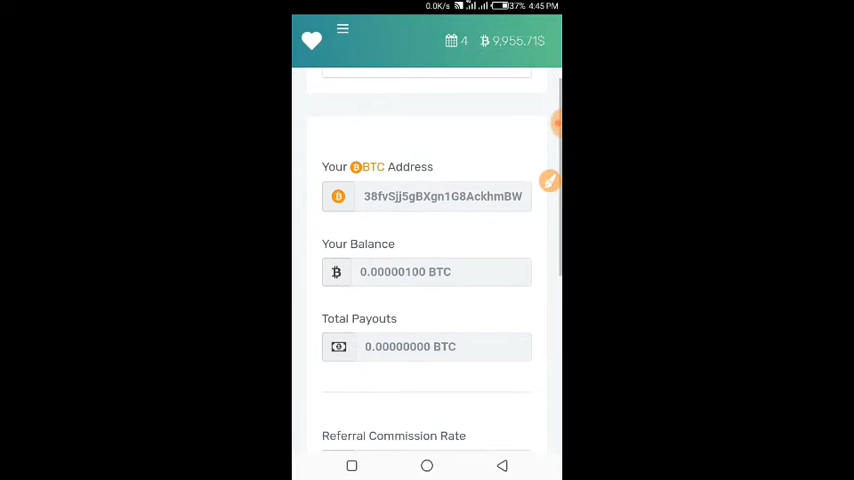 0.0K/s 37% 4:45 PM
4 9,955.71$
Your BTC Address
38fvSjj5gBXgn1G8AckhmBW
Your Balance
0.00000100 BTC
Total Payouts
0.00000000 BTC
Referral Commission Rate